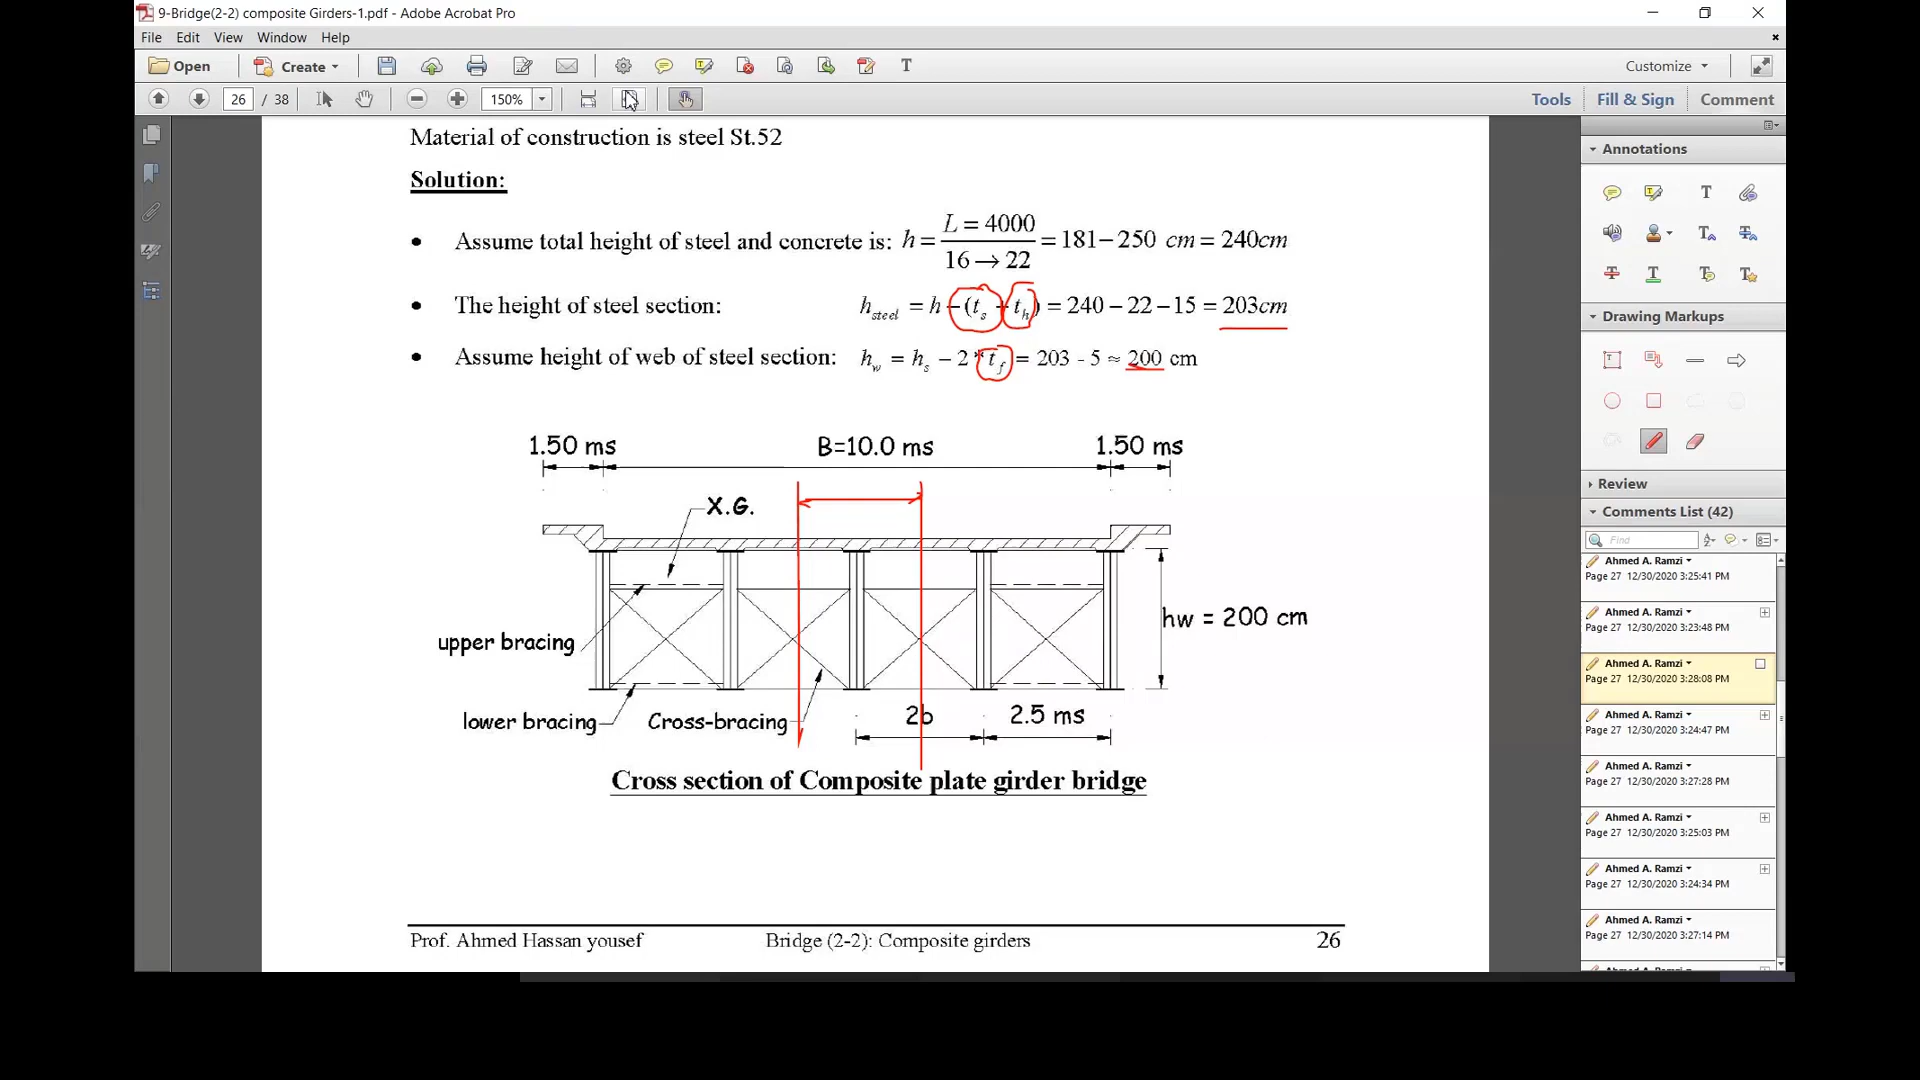 9-Bridge(2-2) composite Girders-1.pdf - Adobe Acrobat Pro
File Edit View Window Help
Open Create Customize
26 / 38 150% Tools Fill & Sign Comment
Material of construction is steel St.52
Solution:
• Assume total height of steel and concrete is: h = L = 4000 / 16 → 22 = 181 – 250 cm = 240cm
• The height of steel section: h_steel = h – (t_s + t_h) = 240 – 22 – 15 = 203cm
• Assume height of web of steel section: h_w = h_s – 2 * t_f = 203 - 5 ≈ 200 cm
1.50 ms B=10.0 ms 1.50 ms
X.G.
upper bracing
hw = 200 cm
lower bracing Cross-bracing 2b 2.5 ms
Cross section of Composite plate girder bridge
Prof. Ahmed Hassan yousef Bridge (2-2): Composite girders 26
Annotations
Drawing Markups
Review
Comments List (42)
Find
Ahmed A. Ramzi
Page 27 12/30/2020 3:25:41 PM
Ahmed A. Ramzi
Page 27 12/30/2020 3:23:48 PM
Ahmed A. Ramzi
Page 27 12/30/2020 3:28:08 PM
Ahmed A. Ramzi
Page 27 12/30/2020 3:24:47 PM
Ahmed A. Ramzi
Page 27 12/30/2020 3:27:28 PM
Ahmed A. Ramzi
Page 27 12/30/2020 3:25:03 PM
Ahmed A. Ramzi
Page 27 12/30/2020 3:24:34 PM
Ahmed A. Ramzi
Page 27 12/30/2020 3:27:14 PM